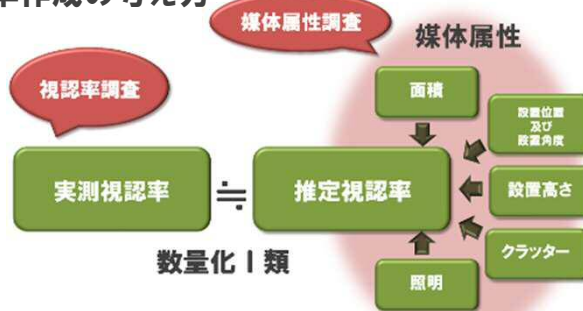 媒体属性調査
媒体属性
視認率調査
面積
設置位置
及び
設置角度
実測視認率
≒
推定視認率
設置高さ
数量化Ⅰ類
クラッター
照明